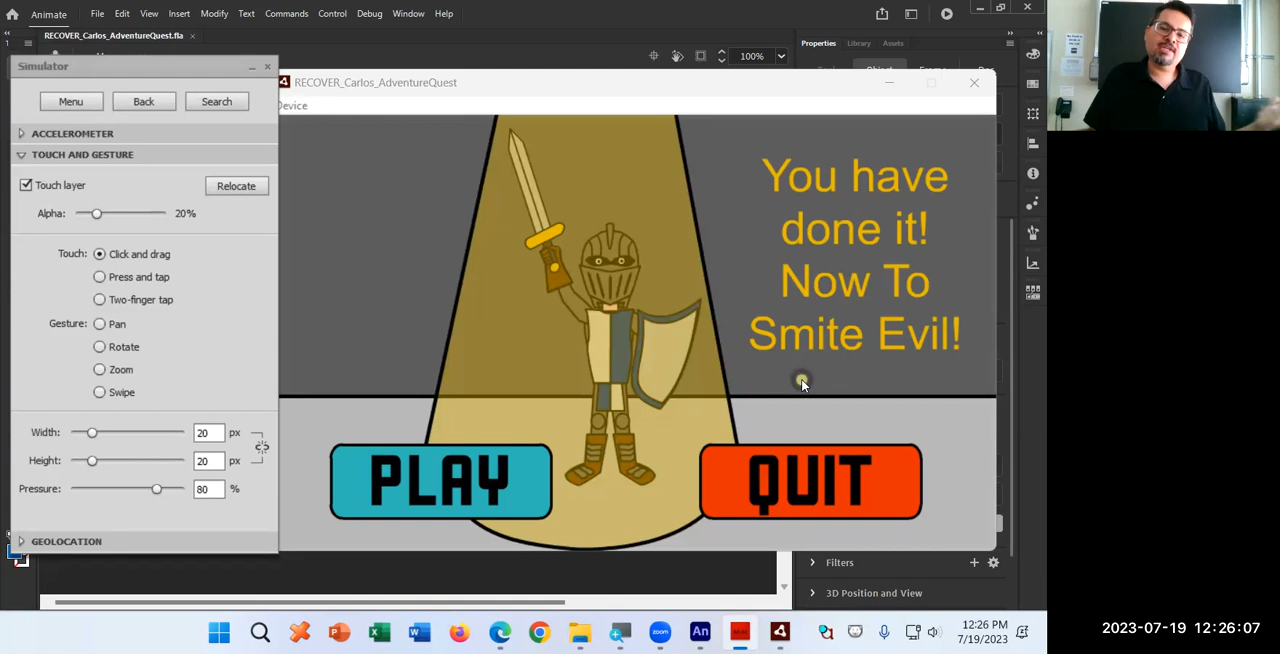 Animate
File
Edit
View
Insert
Modify
Text
Commands
Control
Debug
Window
Help
RECOVER_Carlos_AdventureQuest.fla
100%
Properties
Library
Assets
Simulator
Menu
Back
Search
ACCELEROMETER
TOUCH AND GESTURE
Touch layer
Relocate
Alpha:
20%
Touch:
Click and drag
Press and tap
Two-finger tap
Gesture:
Pan
Rotate
Zoom
Swipe
Width:
20
px
Height:
20
px
Pressure:
80
%
GEOLOCATION
RECOVER_Carlos_AdventureQuest
Device
You have
done it!
Now To
Smite Evil!
PLAY
QUIT
Filters
3D Position and View
zoom
An
12:26 PM
7/19/2023
2023-07-19 12:26:07